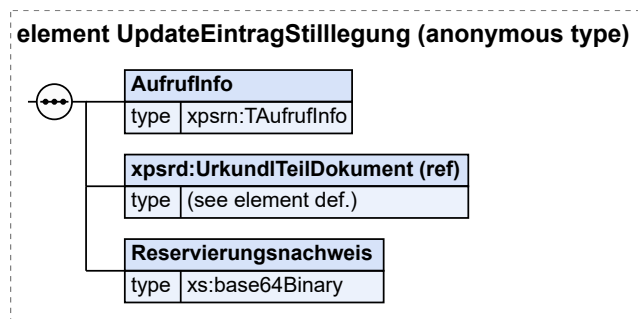 element UpdateEintragStilllegung (anonymous type)
AufrufInfo
type xpsrn:TAufrufInfo
xpsrd:UrkundlTeilDokument (ref)
type (see element def.)
Reservierungsnachweis
type xs:base64Binary